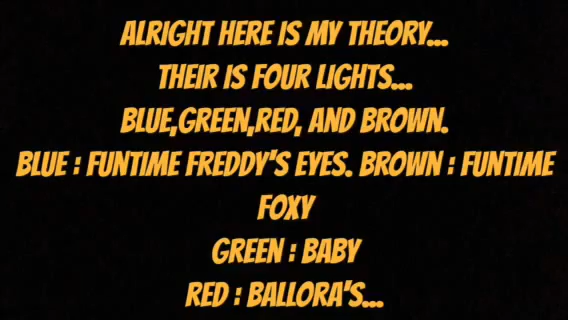 ALRIGHT HERE IS MY THEORY...
THEIR IS FOUR LIGHTS...
BLUE,GREEN,RED, AND BROWN.
BLUE : FUNTIME FREDDY'S EYES. BROWN : FUNTIME
FOXY
GREEN : BABY
RED : BALLORA'S...